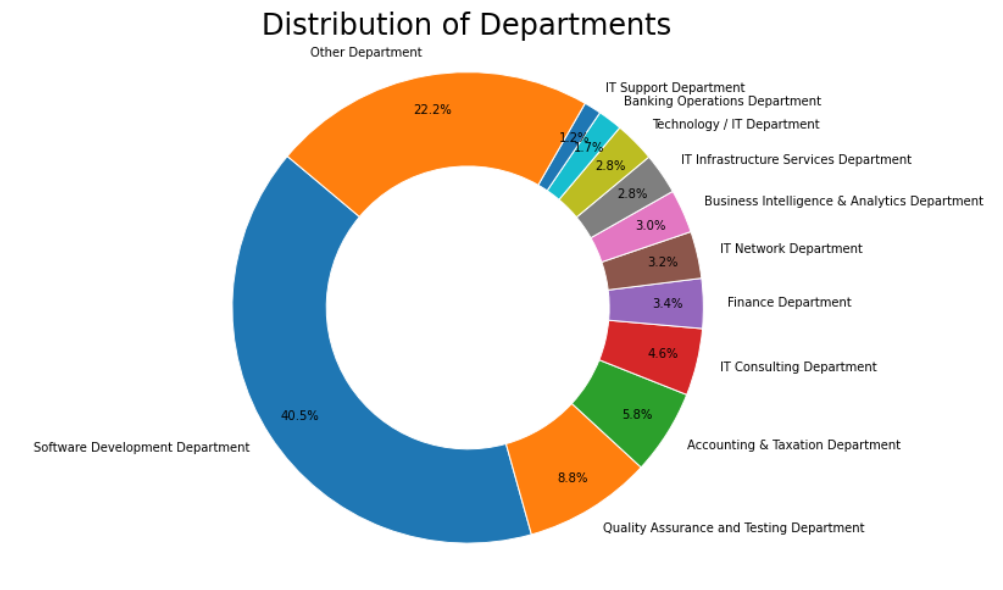 Distribution of Departments
Other Department
22.2%
IT Support Department
1.2%
Banking Operations Department
1.7%
Technology / IT Department
2.8%
IT Infrastructure Services Department
2.8%
Business Intelligence & Analytics Department
3.0%
IT Network Department
3.2%
Finance Department
3.4%
IT Consulting Department
4.6%
Accounting & Taxation Department
5.8%
Quality Assurance and Testing Department
8.8%
Software Development Department
40.5%